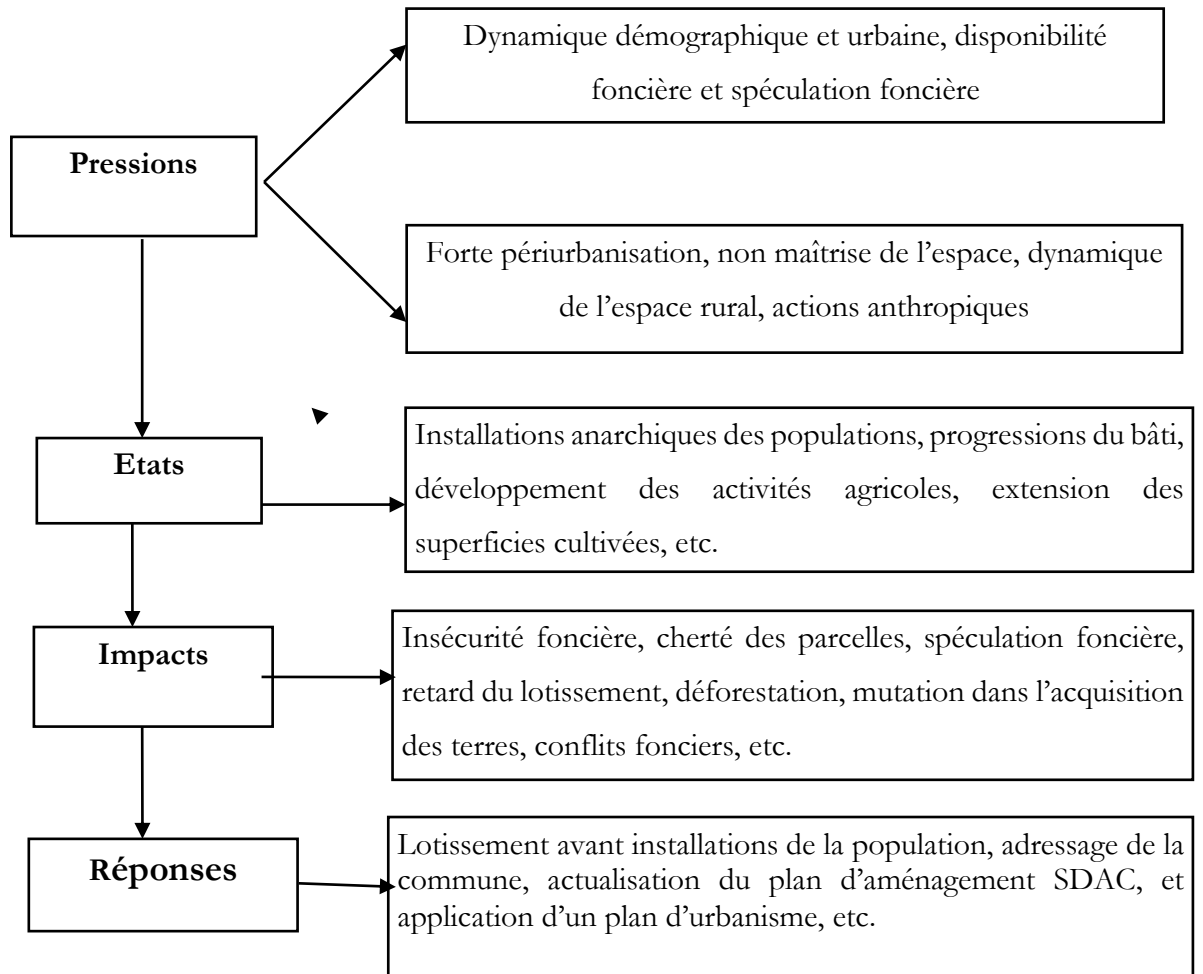 Dynamique démographique et urbaine, disponibilité
foncière et spéculation foncière
Pressions
Forte périurbanisation, non maîtrise de l’espace, dynamique
de l’espace rural, actions anthropiques
Etats
Installations anarchiques des populations, progressions du bâti,
développement des activités agricoles, extension des
superficies cultivées, etc.
Impacts
Insécurité foncière, cherté des parcelles, spéculation foncière,
retard du lotissement, déforestation, mutation dans l’acquisition
des terres, conflits fonciers, etc.
Réponses
Lotissement avant installations de la population, adressage de la
commune, actualisation du plan d’aménagement SDAC, et
application d’un plan d’urbanisme, etc.